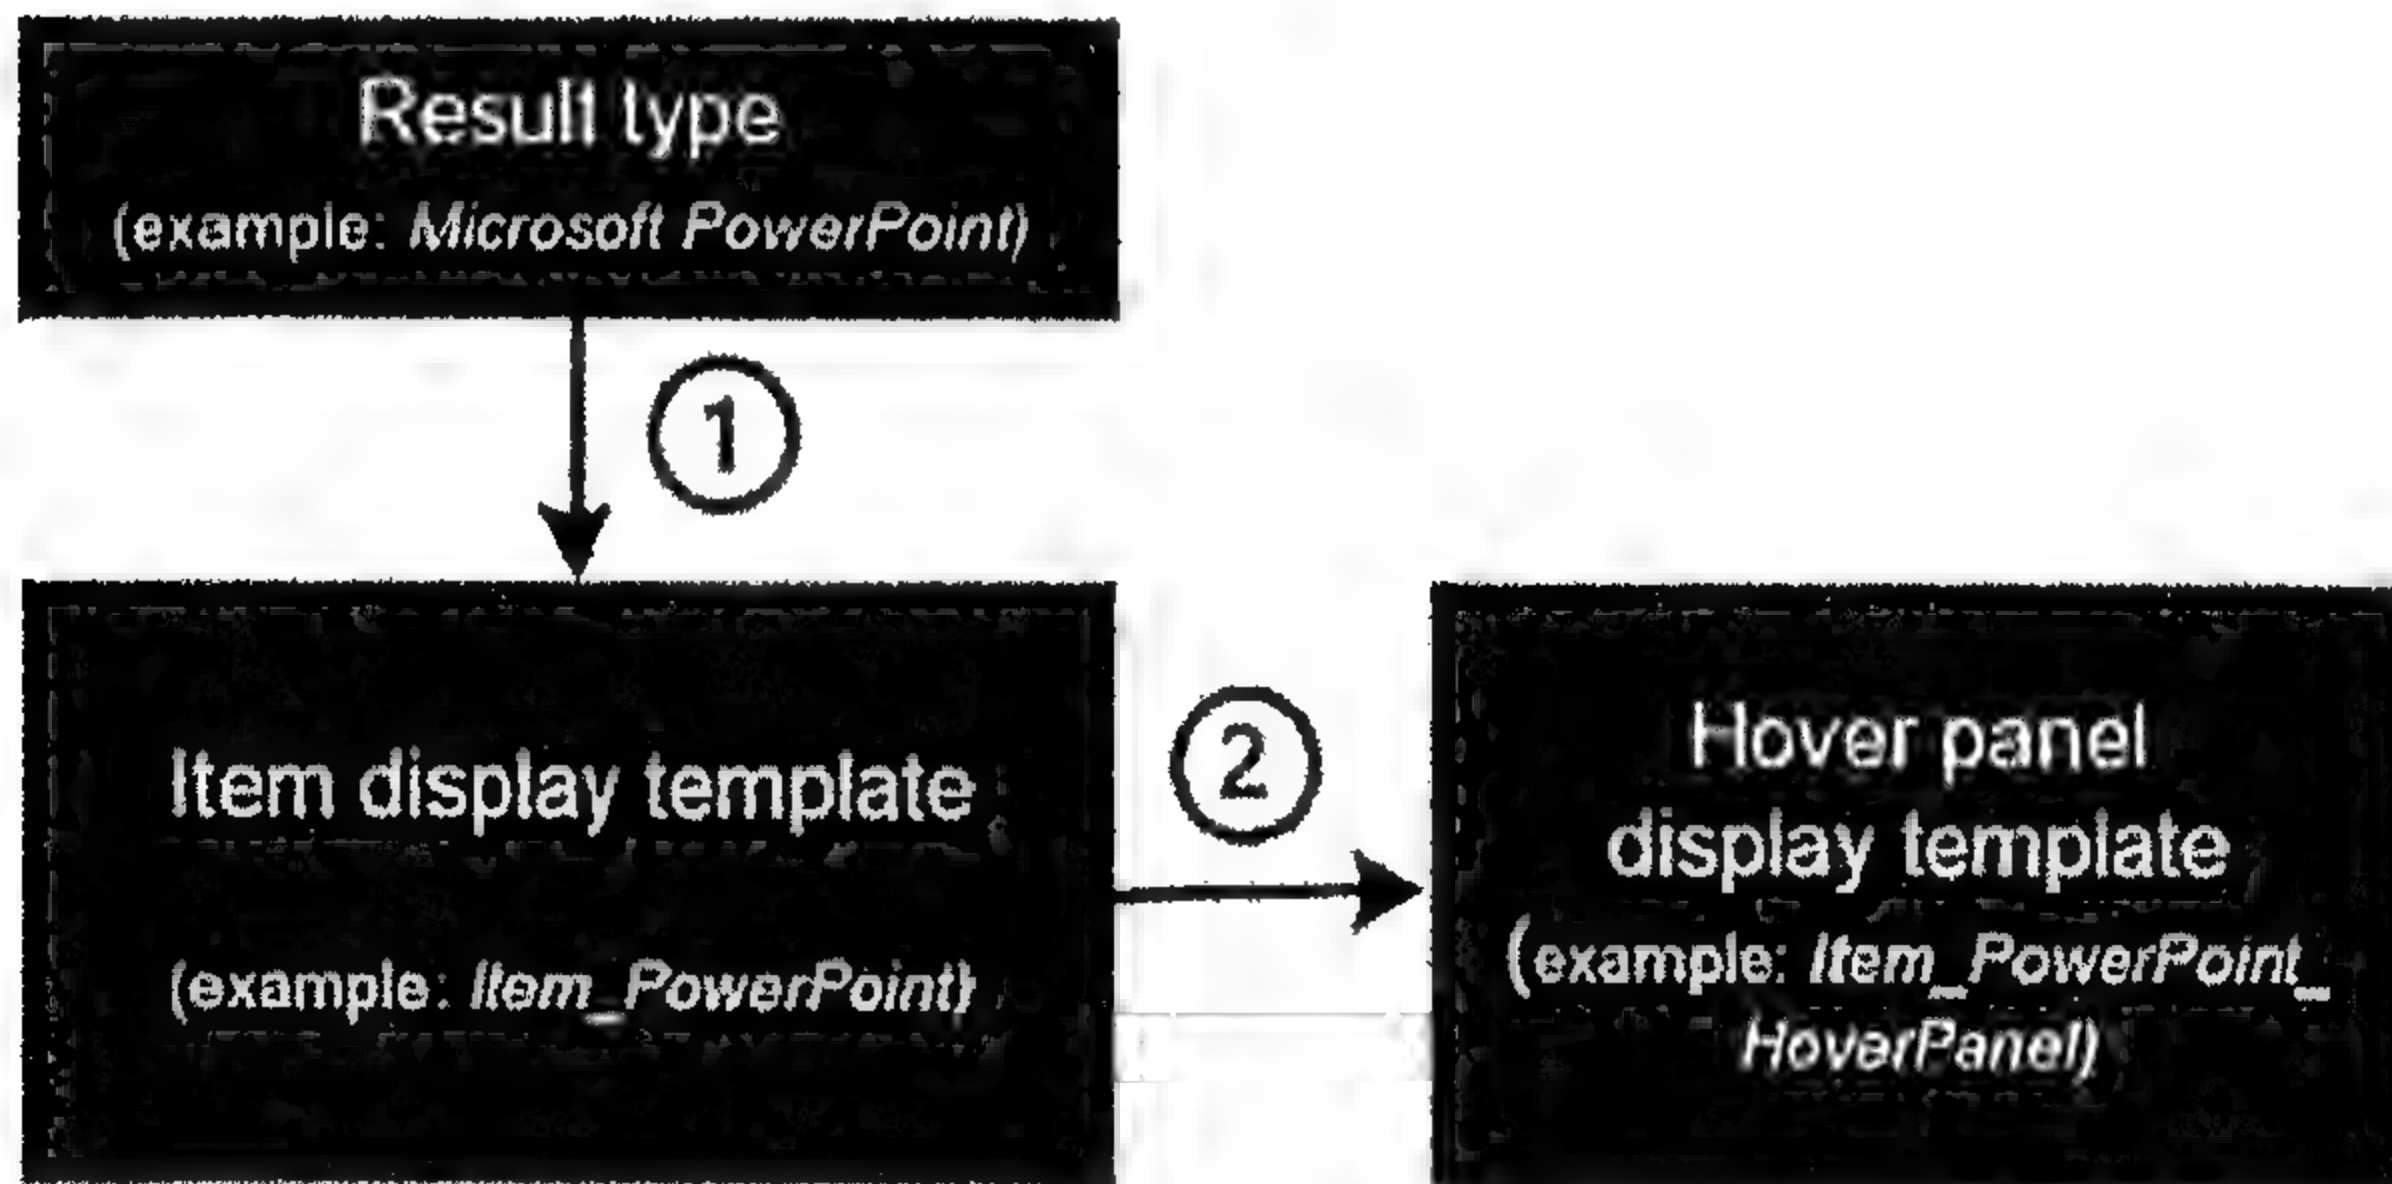 Result type
(example: Microsoft PowerPoint)
1
Item display template
(example: Item_PowerPoint)
2
Hover panel
display template
(example: Item_PowerPoint_
HoverPanel)